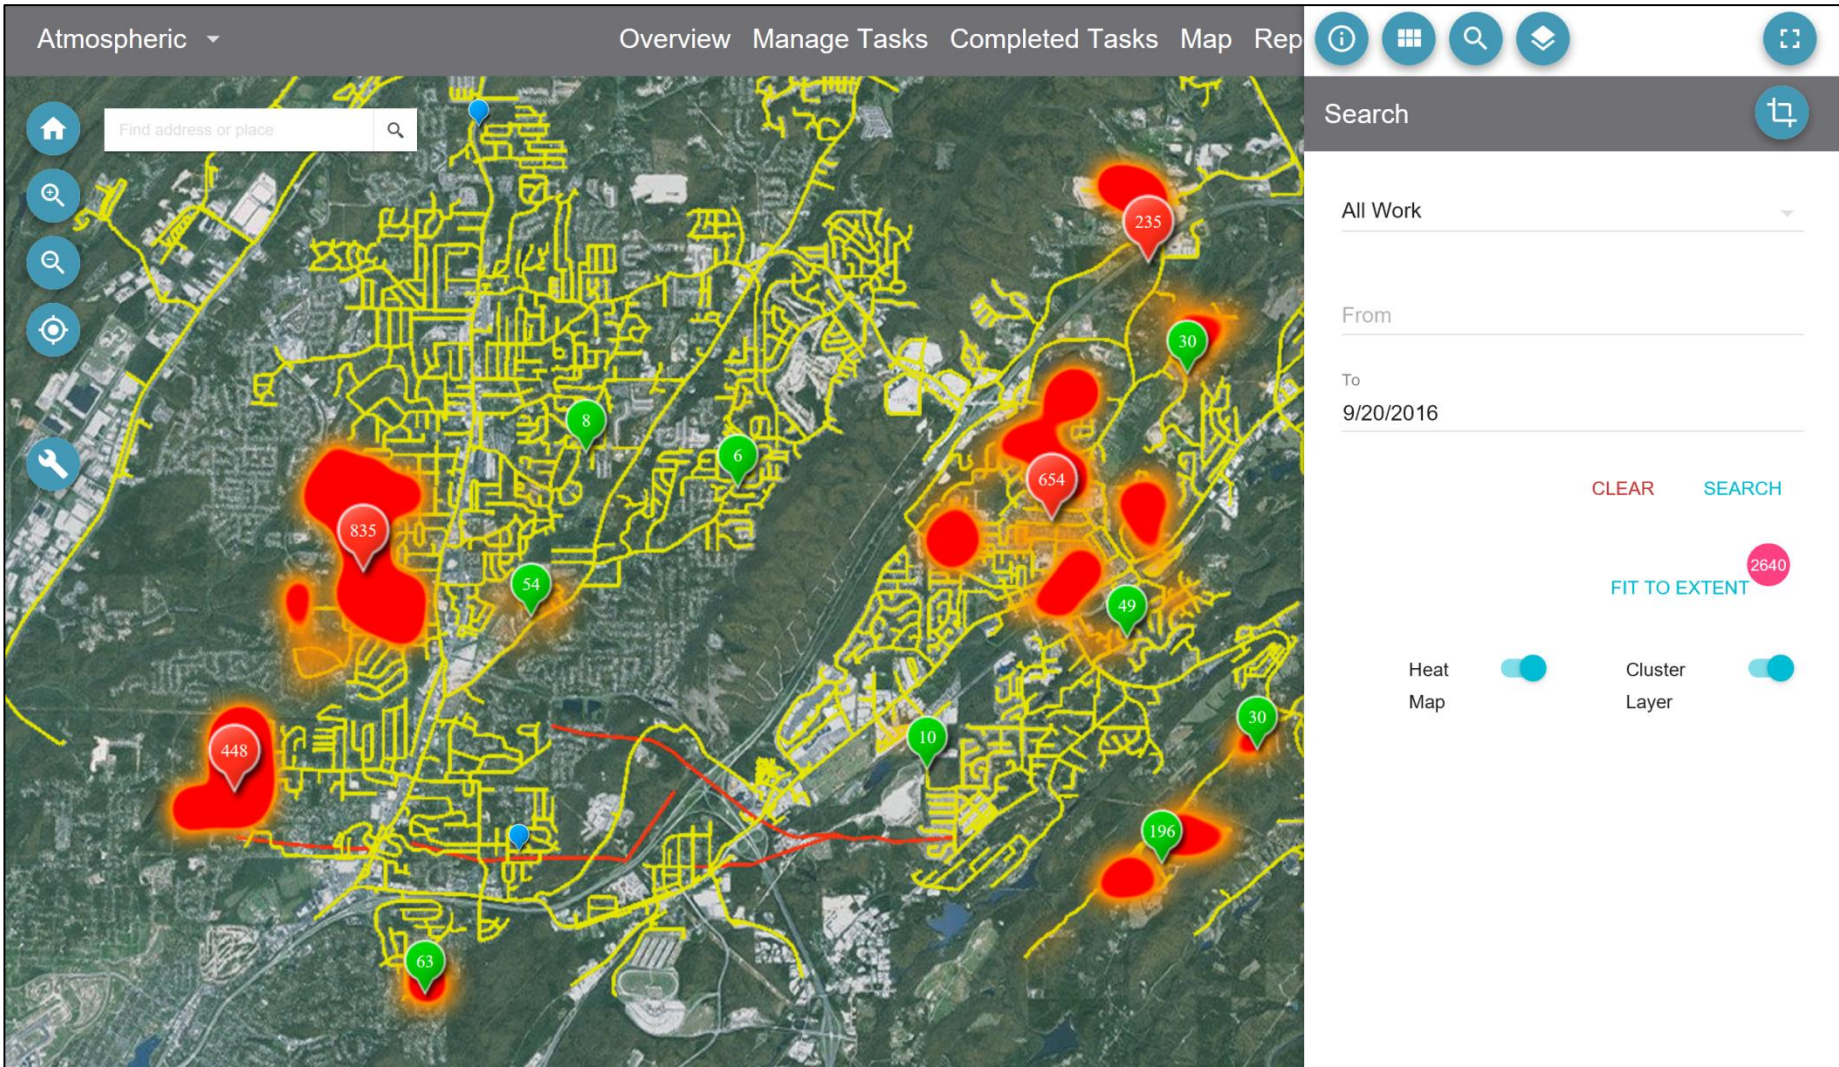 Atmospheric
Overview Manage Tasks Completed Tasks Map Rep
Find address or place
Search
All Work
From
To
9/20/2016
CLEAR SEARCH
2640
FIT TO EXTENT
Heat Map
Cluster Layer
235
30
8
6
654
835
54
49
30
10
448
196
63